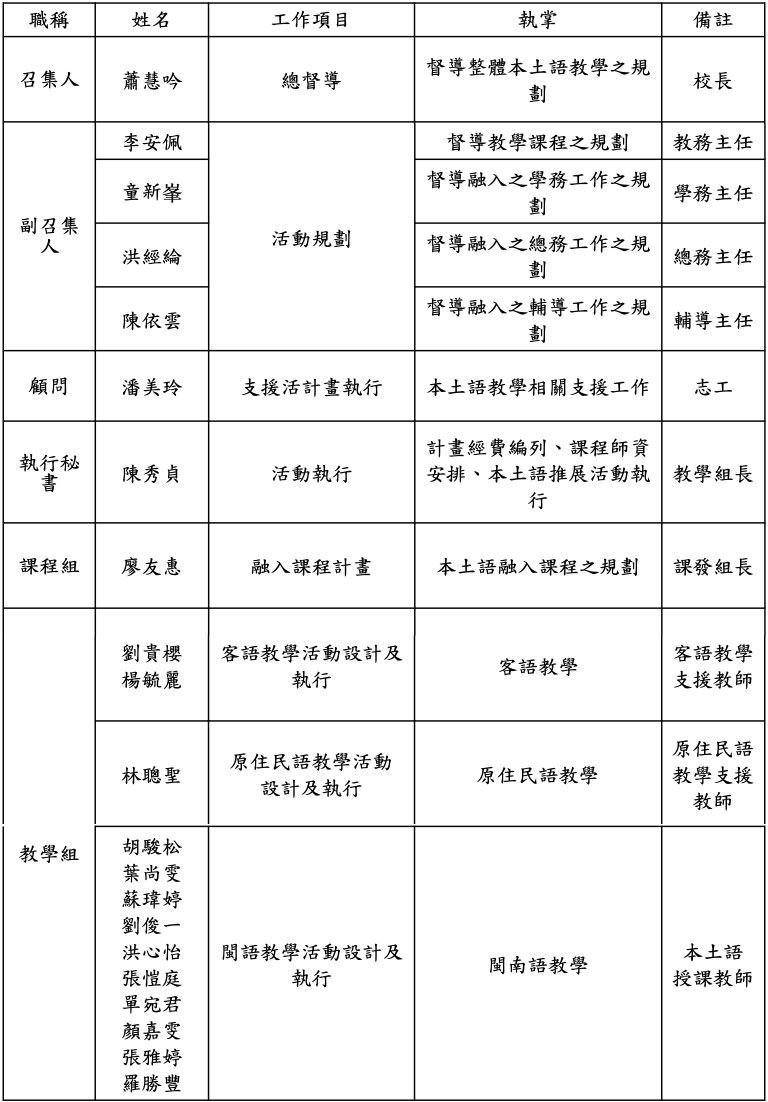 職稱 姓名 工作項目 執掌 備註
召集人 蕭慧吟 總督導 督導整體本土語教學之規
劃 校長
副召集
人 李安佩 活動規劃 督導教學課程之規劃 教務主任
童新峯 督導融入之學務工作之規
劃 學務主任
洪經綸 督導融入之總務工作之規
劃 總務主任
陳依雲 督導融入之輔導工作之規
劃 輔導主任
顧問 潘美玲 支援活計畫執行 本土語教學相關支援工作 志工
執行秘
書 陳秀貞 活動執行 計畫經費編列、課程師資
安排、本土語推展活動執
行 教學組長
課程組 廖友惠 融入課程計畫 本土語融入課程之規劃 課發組長
教學組 劉貴櫻
楊毓麗 客語教學活動設計及
執行 客語教學 客語教學
支援教師
林聰聖 原住民語教學活動
設計及執行 原住民語教學 原住民語
教學支援
教師
胡駿松
葉尚雯
蘇瑋婷
劉俊一
洪心怡
張愷庭
單宛君
顏嘉雯
張雅婷
羅勝豐 閩語教學活動設計及
執行 閩南語教學 本土語
授課教師